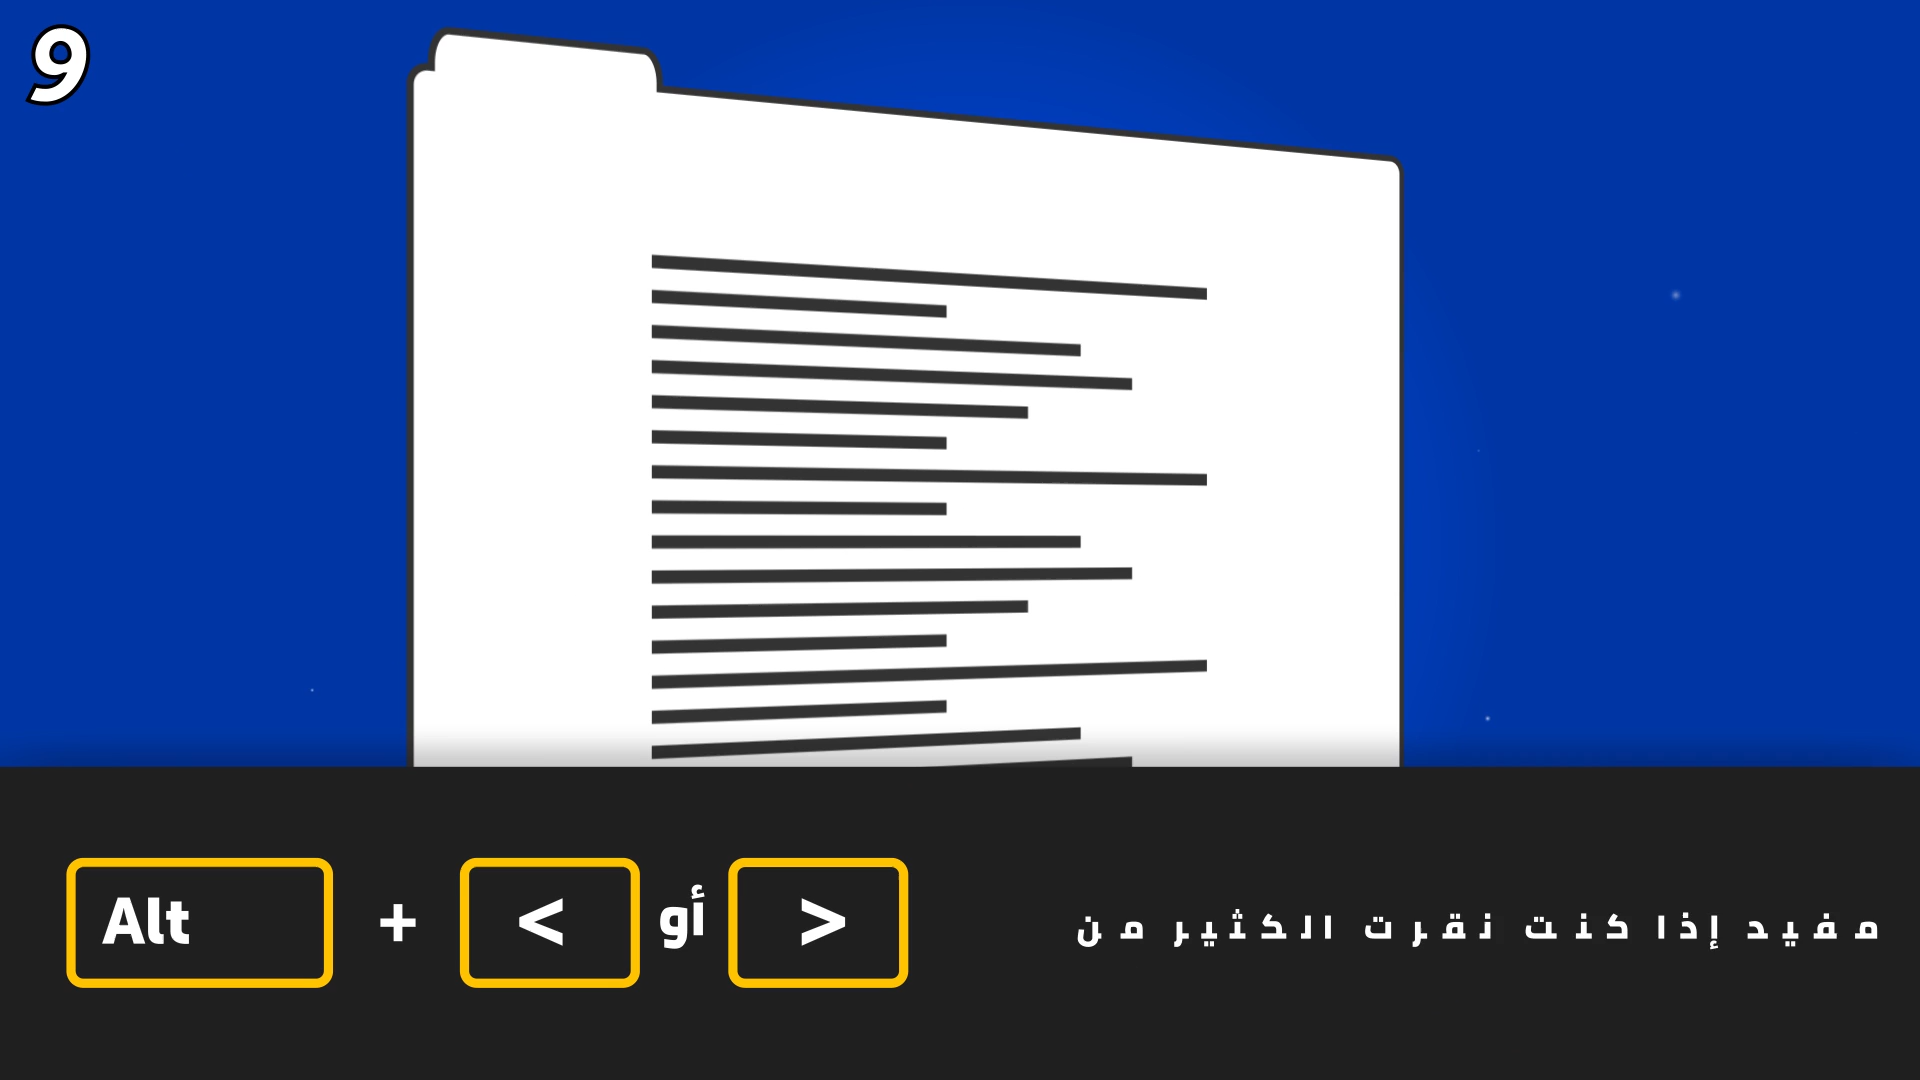 9
Alt + < أو >
مفيد إذا كنت نقرت الكثير من